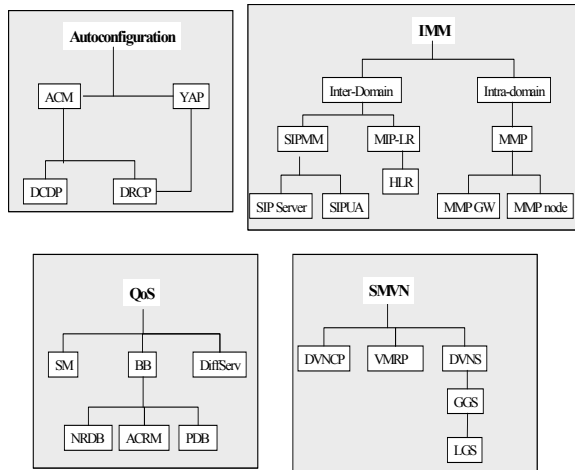 Autoconfiguration
ACM
YAP
DCDP
DRCP
IMM
Inter-Domain
Intra-domain
SIPMM
MIP-LR
MMP
HLR
SIP Server
SIPUA
MMP GW
MMP node
QoS
SM
BB
DiffServ
NRDB
ACRM
PDB
SMVN
DVNCP
VMRP
DVNS
GGS
LGS